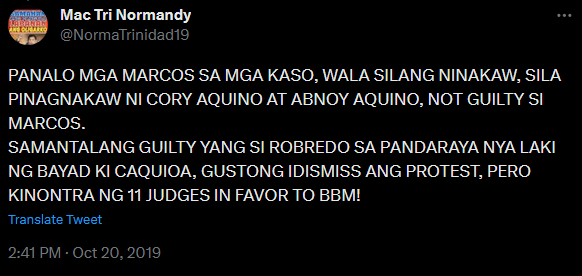 Mac Tri Normandy
@NormaTrinidad19
PANALO MGA MARCOS SA MGA KASO, WALA SILANG NINAKAW, SILA
PINAGNAKAW NI CORY AQUINO AT ABNOY AQUINO, NOT GUILTY SI
MARCOS.
SAMANTALANG GUILTY YANG SI ROBREDO SA PANDARAYA NYA LAKI
NG BAYAD KI CAQUIOA, GUSTONG IDISMISS ANG PROTEST, PERO
KINONTRA NG 11 JUDGES IN FAVOR TO BBM!
Translate Tweet
2:41 PM · Oct 20, 2019